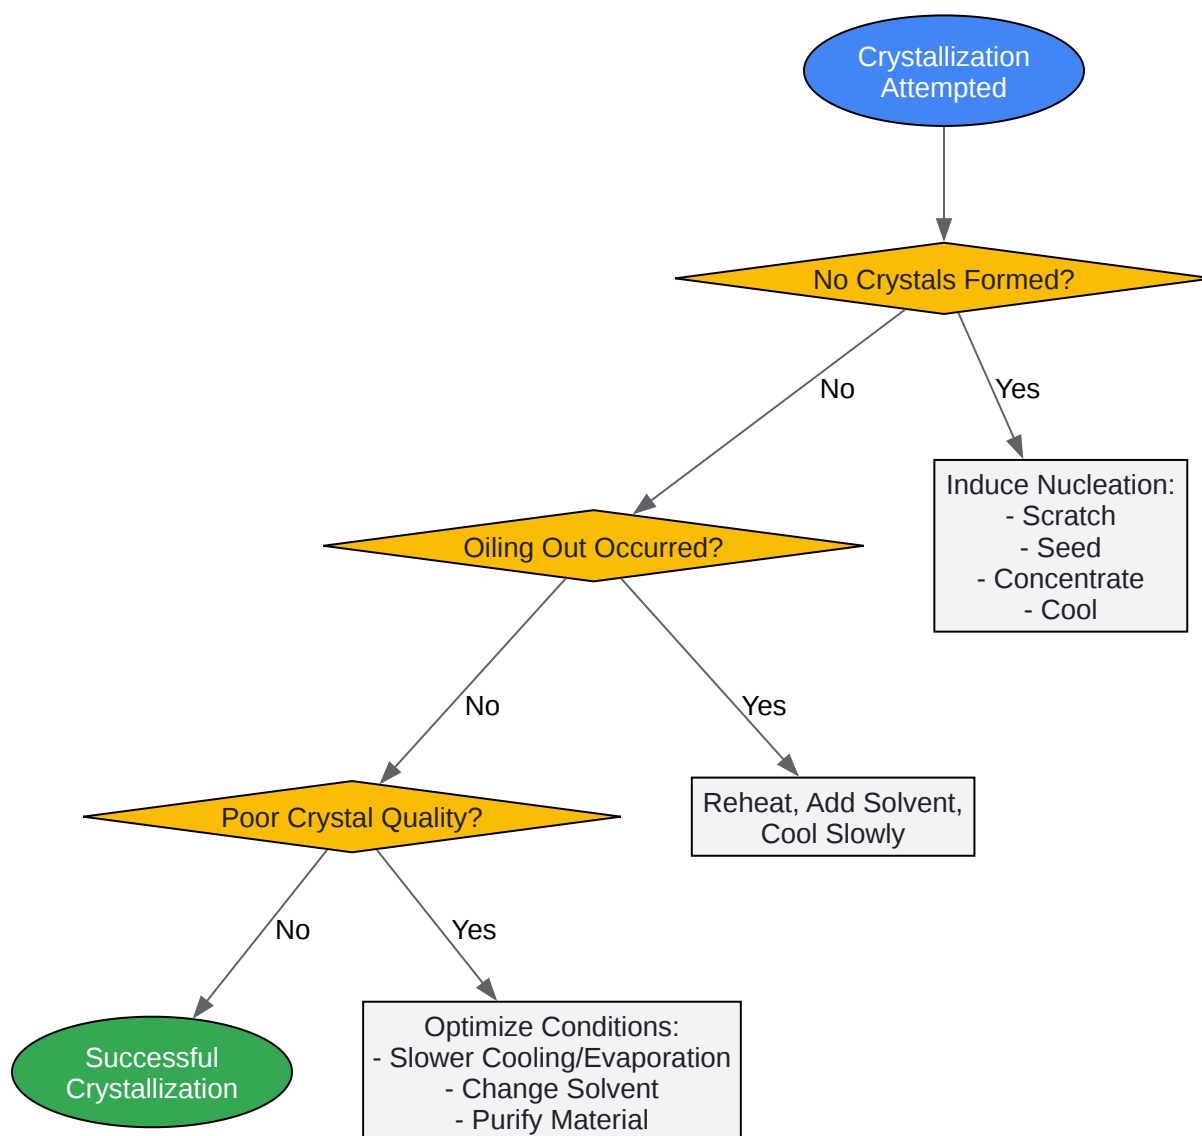 Crystallization
Attempted
No Crystals Formed?
No
Yes
Induce Nucleation:
- Scratch
- Seed
- Concentrate
- Cool
Oiling Out Occurred?
No
Yes
Reheat, Add Solvent,
Cool Slowly
Poor Crystal Quality?
No
Yes
Successful
Crystallization
Optimize Conditions:
- Slower Cooling/Evaporation
- Change Solvent
- Purify Material